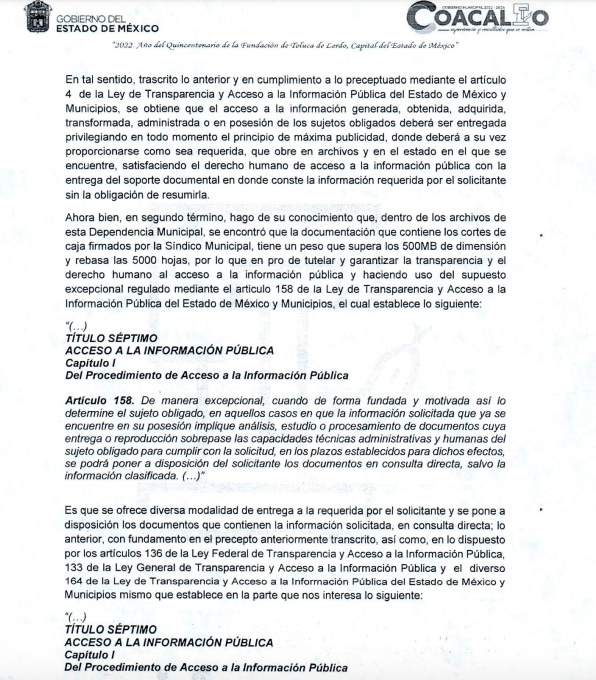 GOBIERNO DEL
ESTADO DE MÉXICO
GOBIERNO MUNICIPAL 2022 - 2024
COACALCO
experiencia y resultados que se notan
"2022. Año del Quincentenario de la Fundación de Toluca de Lerdo, Capital del Estado de México"
En tal sentido, trascrito lo anterior y en cumplimiento a lo preceptuado mediante el artículo
4 de la Ley de Transparencia y Acceso a la Información Pública del Estado de México y
Municipios, se obtiene que el acceso a la información generada, obtenida, adquirida,
transformada, administrada o en posesión de los sujetos obligados deberá ser entregada
privilegiando en todo momento el principio de máxima publicidad, donde deberá a su vez
proporcionarse como sea requerida, que obre en archivos y en el estado en el que se
encuentre, satisfaciendo el derecho humano de acceso a la información pública con la
entrega del soporte documental en donde conste la información requerida por el solicitante
sin la obligación de resumirla.
Ahora bien, en segundo término, hago de su conocimiento que, dentro de los archivos de
esta Dependencia Municipal, se encontró que la documentación que contiene los cortes de
caja firmados por la Síndico Municipal, tiene un peso que supera los 500MB de dimensión
y rebasa las 5000 hojas, por lo que en pro de tutelar y garantizar la transparencia y el
derecho humano al acceso a la información pública y haciendo uso del supuesto
excepcional regulado mediante el articulo 158 de la Ley de Transparencia y Acceso a la
Información Pública del Estado de México y Municipios, el cual establece lo siguiente:
"(...)
TÍTULO SÉPTIMO
ACCESO A LA INFORMACIÓN PÚBLICA
Capítulo I
Del Procedimiento de Acceso a la Información Pública
Artículo 158. De manera excepcional, cuando de forma fundada y motivada así lo
determine el sujeto obligado, en aquellos casos en que la información solicitada que ya se
encuentre en su posesión implique análisis, estudio o procesamiento de documentos cuya
entrega o reproducción sobrepase las capacidades técnicas administrativas y humanas del
sujeto obligado para cumplir con la solicitud, en los plazos establecidos para dichos efectos,
se podrá poner a disposición del solicitante los documentos en consulta directa, salvo la
información clasificada. (...)"
Es que se ofrece diversa modalidad de entrega a la requerida por el solicitante y se pone a
disposición los documentos que contienen la información solicitada, en consulta directa; lo
anterior, con fundamento en el precepto anteriormente transcrito, así como, en lo dispuesto
por los artículos 136 de la Ley Federal de Transparencia y Acceso a la Información Pública,
133 de la Ley General de Transparencia y Acceso a la Información Pública y el diverso
164 de la Ley de Transparencia y Acceso a la Información Pública del Estado de México y
Municipios mismo que establece en la parte que nos interesa lo siguiente:
"(...)
TÍTULO SÉPTIMO
ACCESO A LA INFORMACIÓN PÚBLICA
Capítulo I
Del Procedimiento de Acceso a la Información Pública